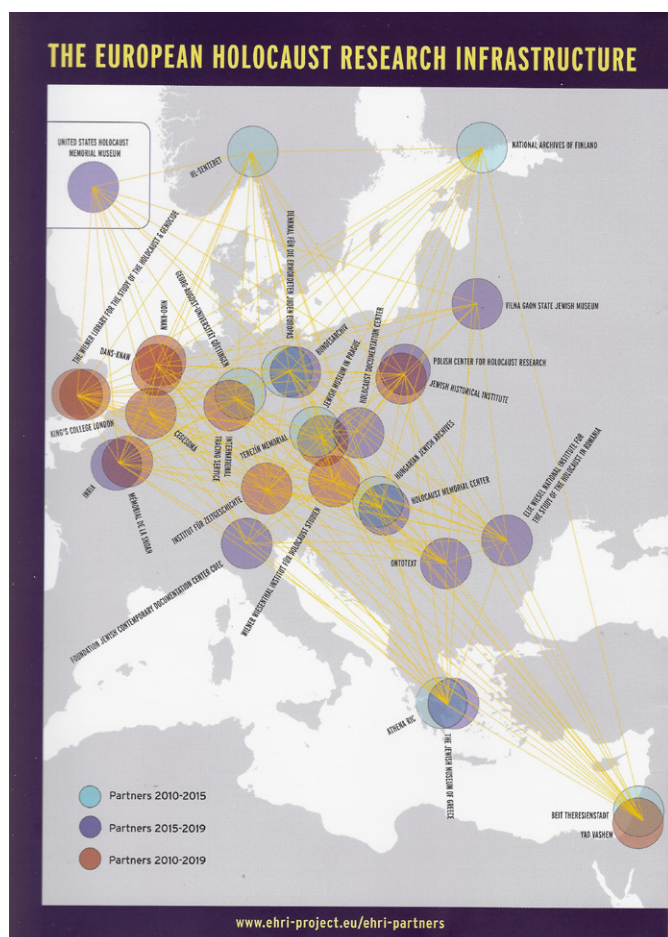 THE EUROPEAN HOLOCAUST RESEARCH INFRASTRUCTURE
UNITED STATES HOLOCAUST
MEMORIAL MUSEUM
HL-SENTERET
NATIONAL ARCHIVES OF FINLAND
THE WIENER LIBRARY FOR THE STUDY OF THE HOLOCAUST & GENOCIDE
DANS-KNAW
NIOD-KNAW
GEORG-AUGUST-UNIVERSITÄT GÖTTINGEN
DENKMAL FÜR DIE ERMORDETEN JUDEN EUROPAS
BUNDESARCHIV
JEWISH MUSEUM IN PRAGUE
HOLOCAUST DOCUMENTATION CENTER
VILNA GAON STATE JEWISH MUSEUM
POLISH CENTER FOR HOLOCAUST RESEARCH
JEWISH HISTORICAL INSTITUTE
KING'S COLLEGE LONDON
CEGESOMA
INTERNATIONAL
TRACING SERVICE
TEREZÍN MEMORIAL
HUNGARIAN JEWISH ARCHIVES
HOLOCAUST MEMORIAL CENTER
ELIE WIESEL NATIONAL INSTITUTE FOR
THE STUDY OF THE HOLOCAUST IN ROMANIA
INRIA
MÉMORIAL DE LA SHOAH
INSTITUT FÜR ZEITGESCHICHTE
WIENER WIESENTHAL INSTITUT FÜR HOLOCAUST STUDIEN
ONTOTEXT
FOUNDATION JEWISH CONTEMPORARY DOCUMENTATION CENTER CDEC
ATHENA RIC
THE JEWISH MUSEUM OF GREECE
BEIT THERESIENSTADT
YAD VASHEM
Partners 2010-2015
Partners 2015-2019
Partners 2010-2019
www.ehri-project.eu/ehri-partners